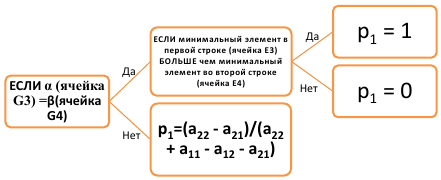 ЕСЛИ α (ячейка
G3) =β(ячейка
G4)
Да
Нет
ЕСЛИ минимальный элемент в
первой строке (ячейка E3)
БОЛЬШЕ чем минимальный
элемент во второй строке
(ячейка E4)
Да
Нет
p₁ = 1
p₁ = 0
p₁=(a₂₂ - a₂₁)/(a₂₂
+ a₁₁ - a₁₂ - a₂₁)